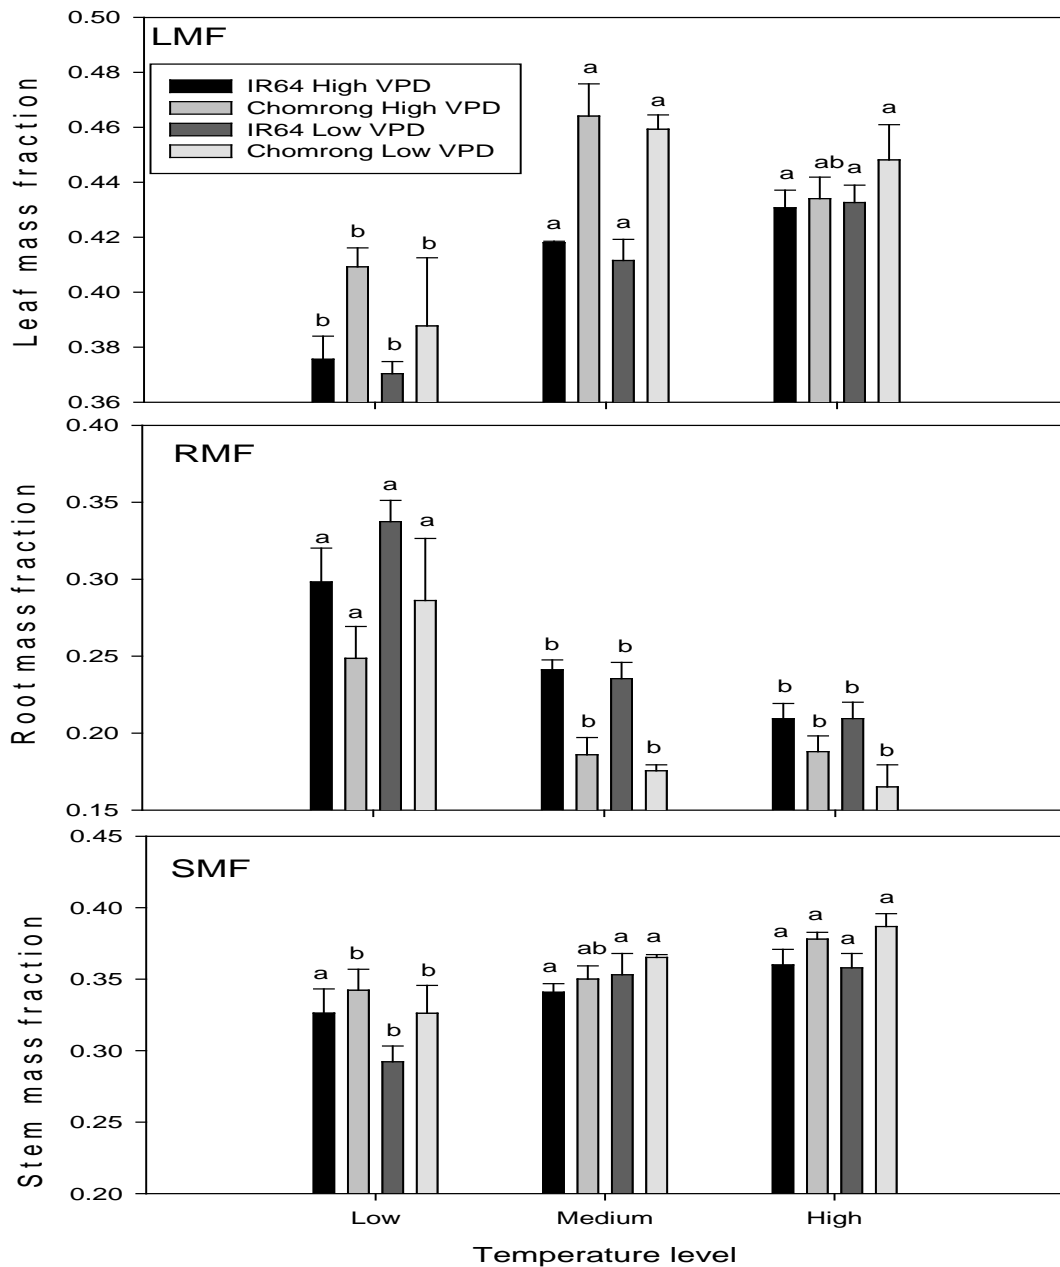 LMF
IR64 High VPD
Chomrong High VPD
IR64 Low VPD
Chomrong Low VPD
Leaf mass fraction
0.50
0.48
0.46
0.44
0.42
0.40
0.38
0.36
b b b b
a a a a
a ab a a
RMF
Root mass fraction
0.40
0.35
0.30
0.25
0.20
0.15
a a a a
b b b b
b b b b
SMF
Stem mass fraction
0.45
0.40
0.35
0.30
0.25
0.20
a b b b
a ab a a
a a a a
Low Medium High
Temperature level